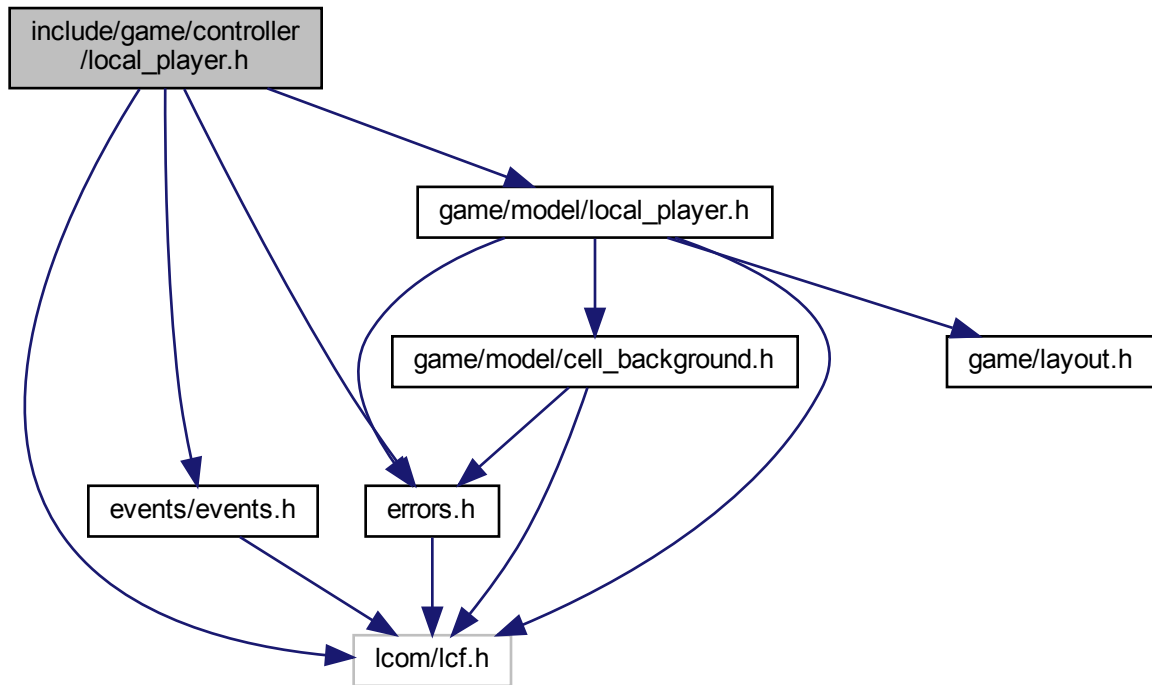 include/game/controller
/local_player.h
game/model/local_player.h
game/model/cell_background.h
game/layout.h
events/events.h
errors.h
lcom/lcf.h